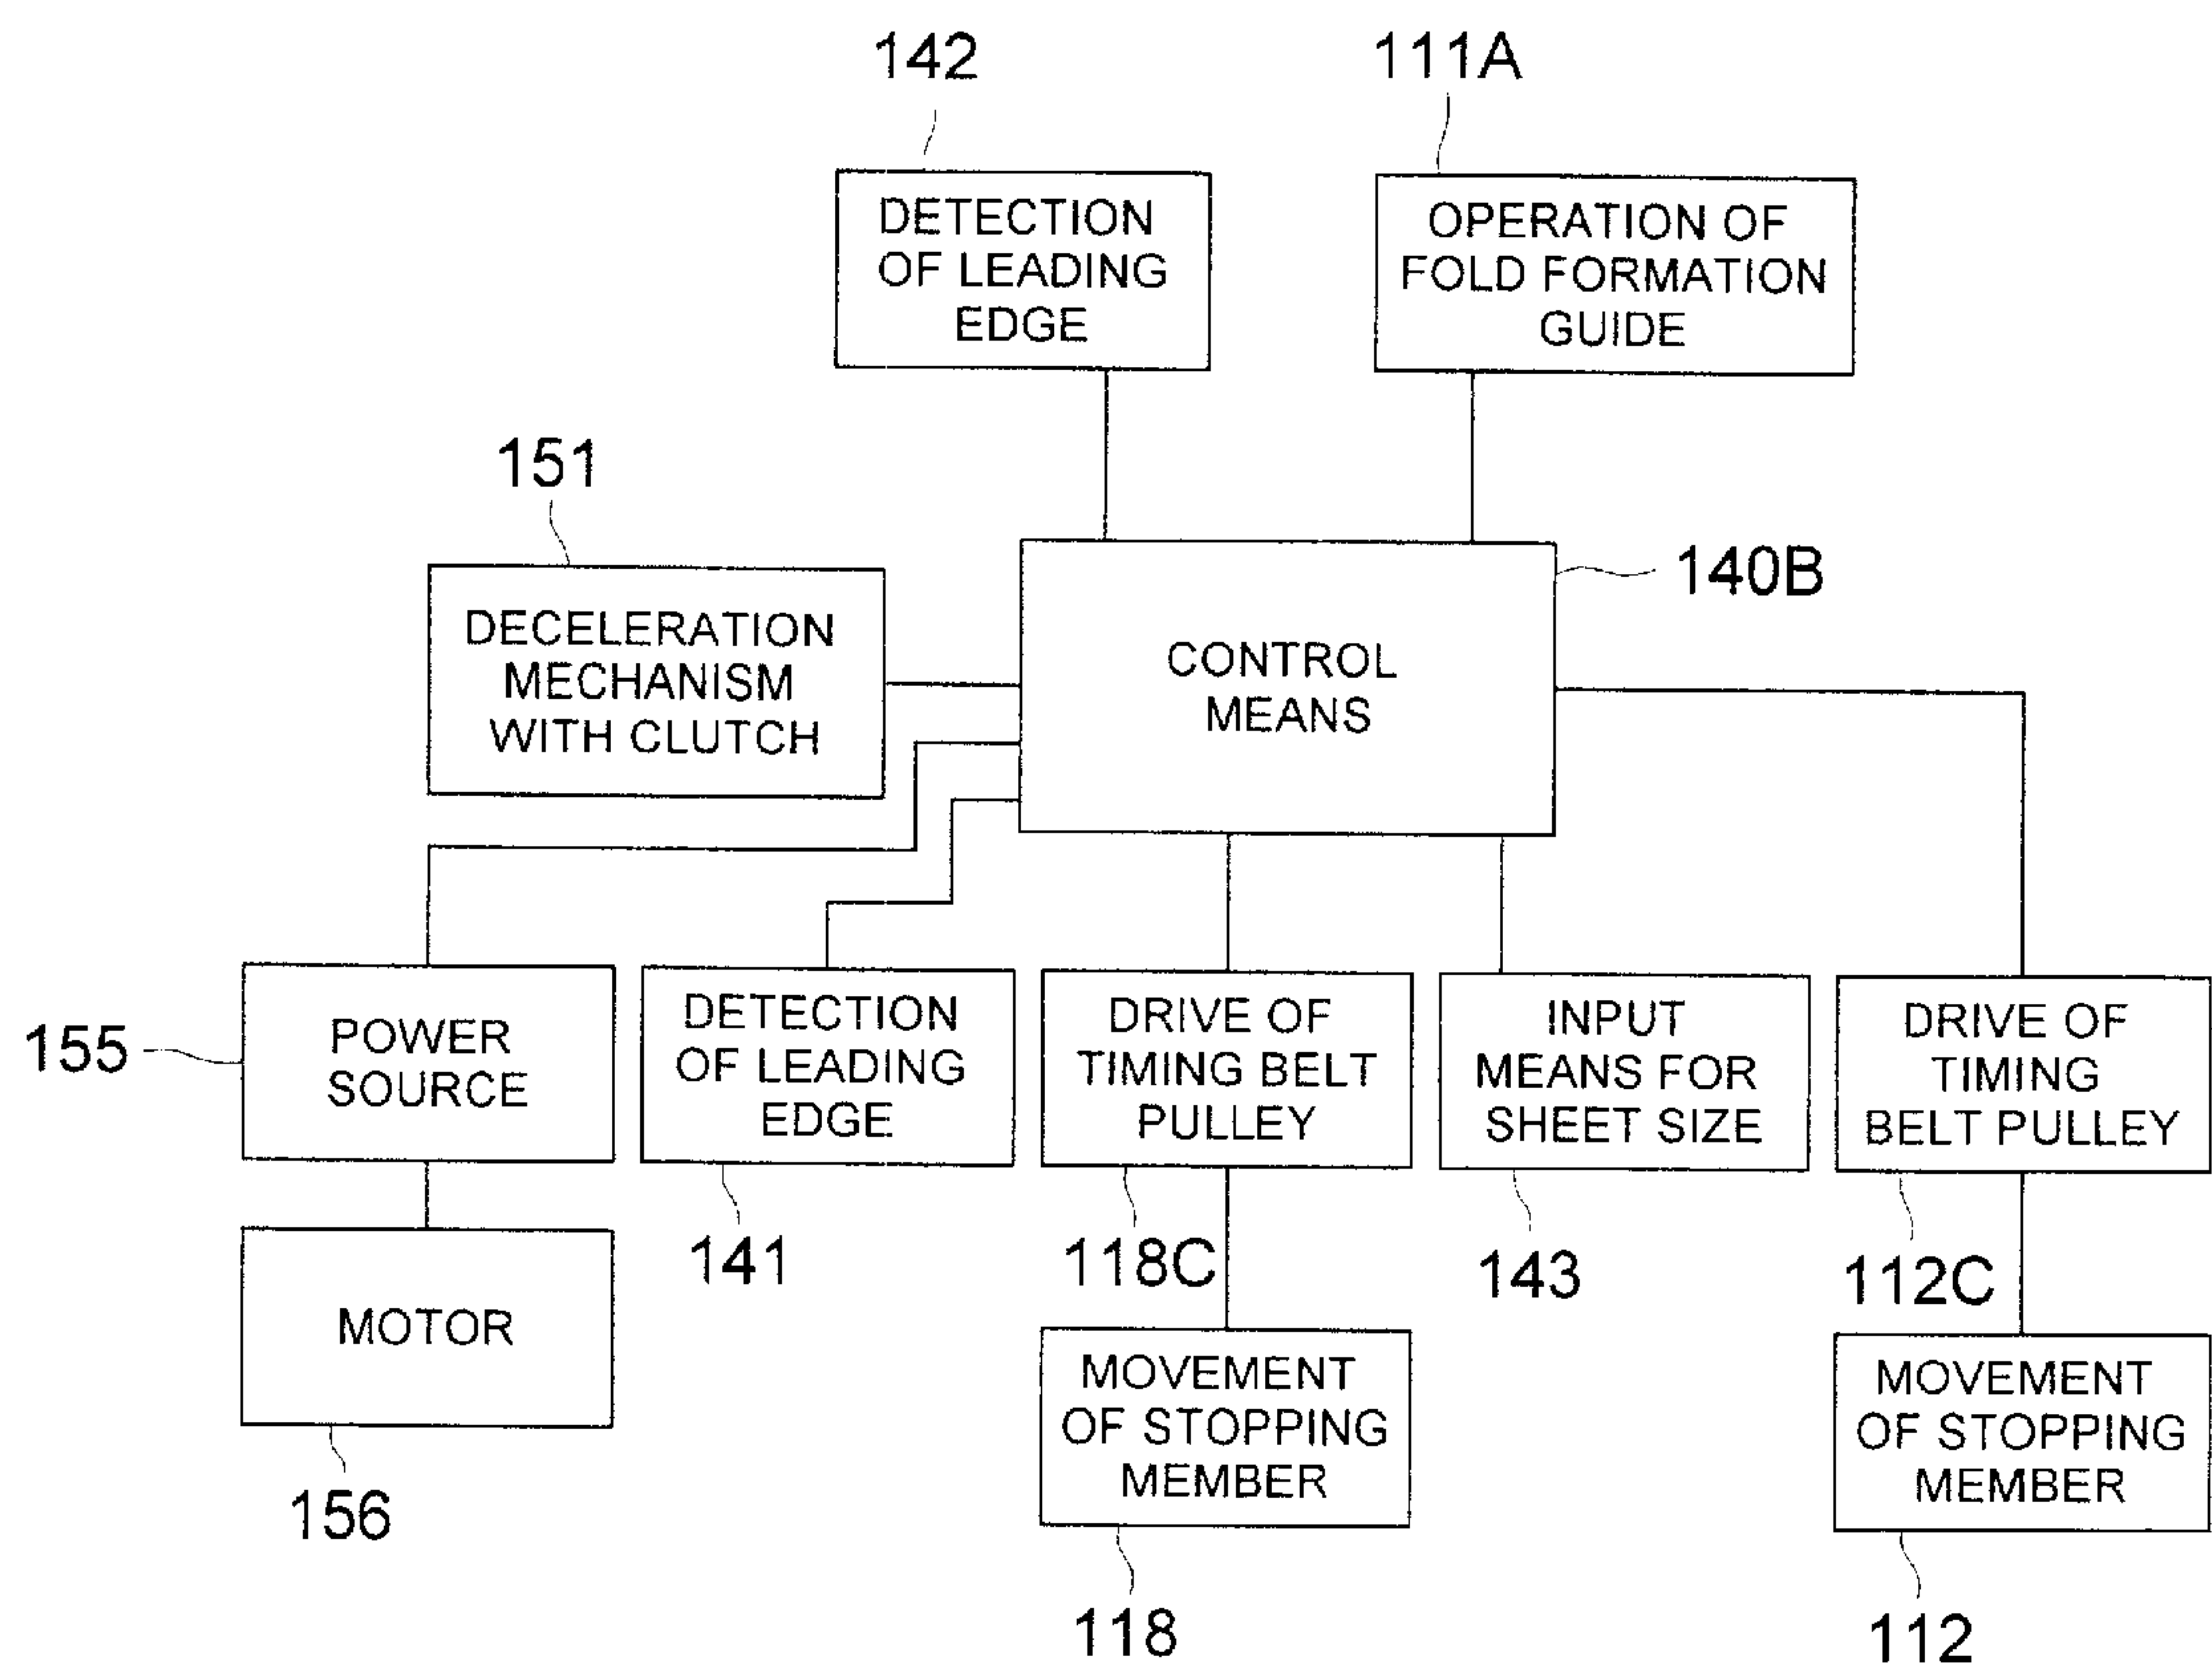 142
111A
DETECTION
OF LEADING
EDGE
OPERATION OF
FOLD FORMATION
GUIDE
151
140B
DECELERATION
MECHANISM
WITH CLUTCH
CONTROL
MEANS
155
POWER
SOURCE
DETECTION
OF LEADING
EDGE
DRIVE OF
TIMING BELT
PULLEY
INPUT
MEANS FOR
SHEET SIZE
DRIVE OF
TIMING
BELT PULLEY
141
118C
143
112C
MOTOR
MOVEMENT
OF STOPPING
MEMBER
MOVEMENT
OF STOPPING
MEMBER
156
118
112